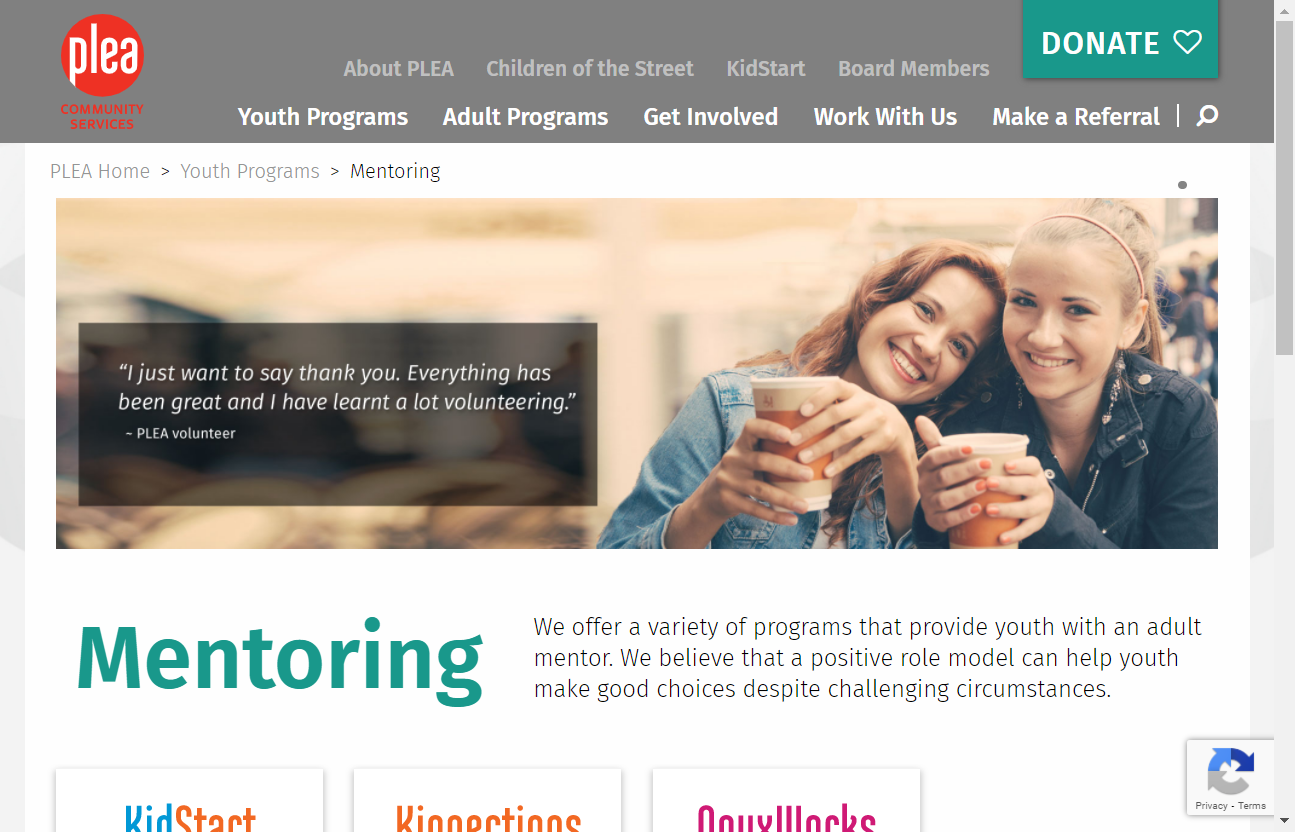 plea
COMMUNITY
SERVICES
About PLEA Children of the Street KidStart Board Members
DONATE
Youth Programs Adult Programs Get Involved Work With Us Make a Referral
PLEA Home > Youth Programs > Mentoring
“I just want to say thank you. Everything has
been great and I have learnt a lot volunteering.”
~ PLEA volunteer
Mentoring
We offer a variety of programs that provide youth with an adult
mentor. We believe that a positive role model can help youth
make good choices despite challenging circumstances.
KidStart Kinnections OnyxWorks
Privacy - Terms